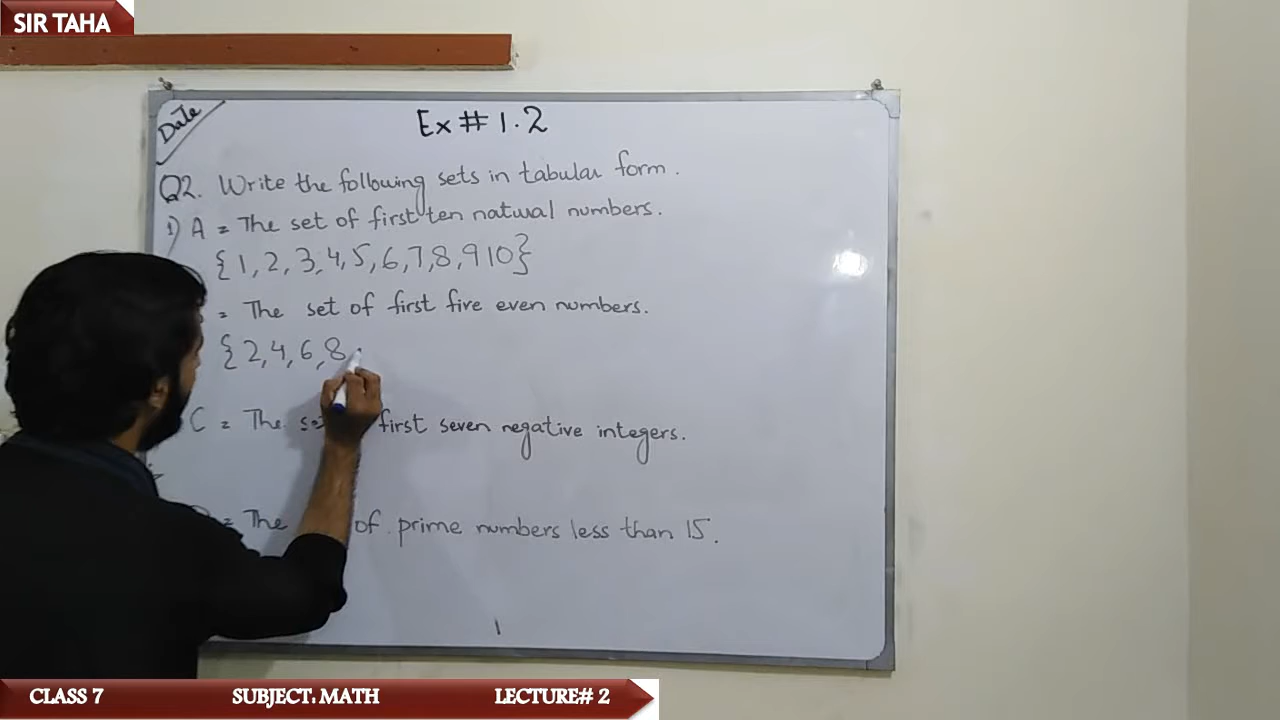 SIR TAHA
Date
Ex # 1.2
Q2. Write the following sets in tabular form.
1) A = The set of first ten natural numbers.
{1, 2, 3, 4, 5, 6, 7, 8, 9 10}
= The set of first five even numbers.
{2, 4, 6, 8
C = The first seven negative integers.
= The of prime numbers less than 15.
CLASS 7 SUBJECT: MATH LECTURE# 2